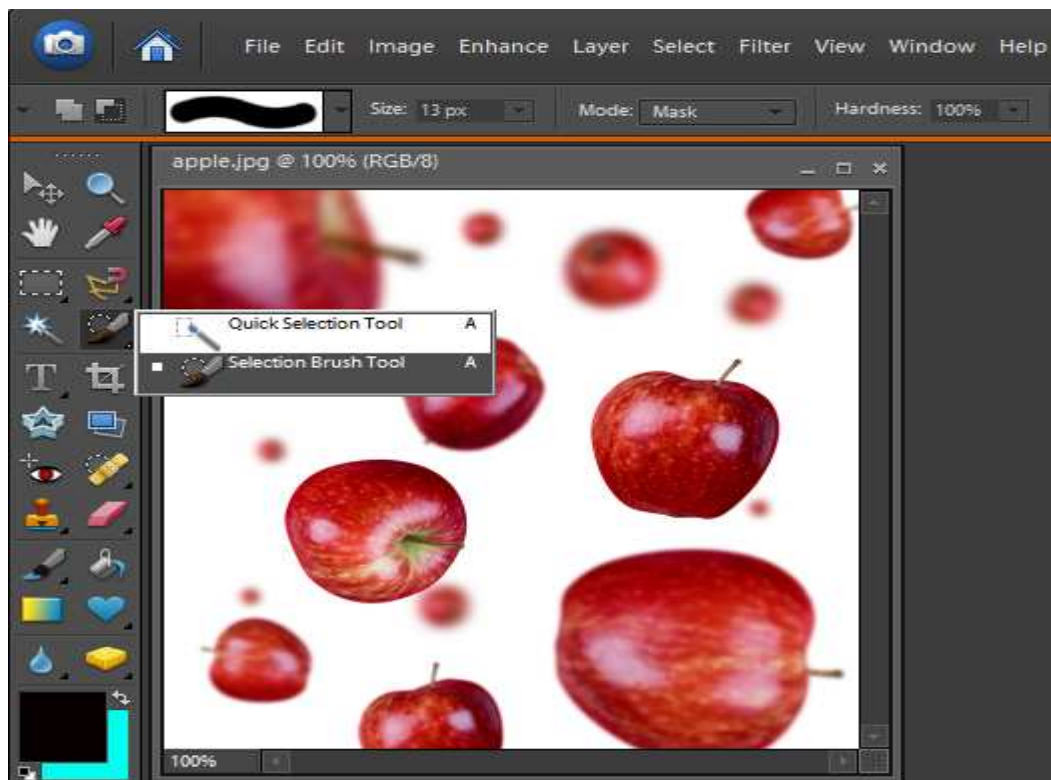 File Edit Image Enhance Layer Select Filter View Window Help
Size: 13 px Mode: Mask Hardness: 100%
apple.jpg @ 100% (RGB/8)
Quick Selection Tool A
Selection Brush Tool A
T
100%